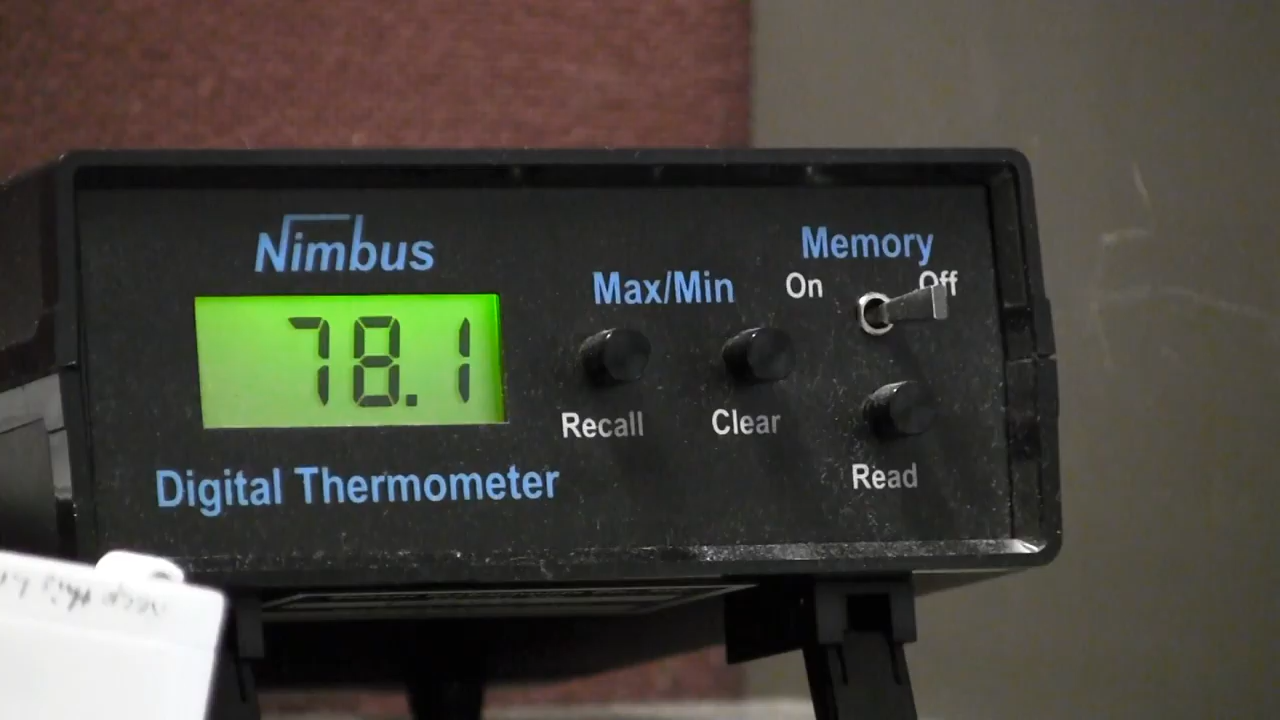 Nimbus
78.1
Digital Thermometer
Max/Min
Recall
Clear
Memory
On
Off
Read